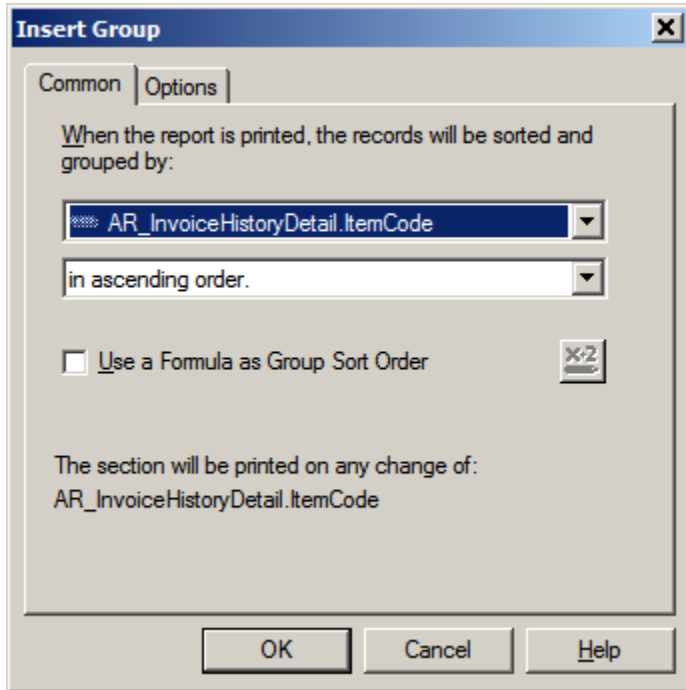 Insert Group
Common Options
When the report is printed, the records will be sorted and
grouped by:
AR_InvoiceHistoryDetail.ItemCode
in ascending order.
Use a Formula as Group Sort Order
X+2
The section will be printed on any change of:
AR_InvoiceHistoryDetail.ItemCode
OK Cancel Help